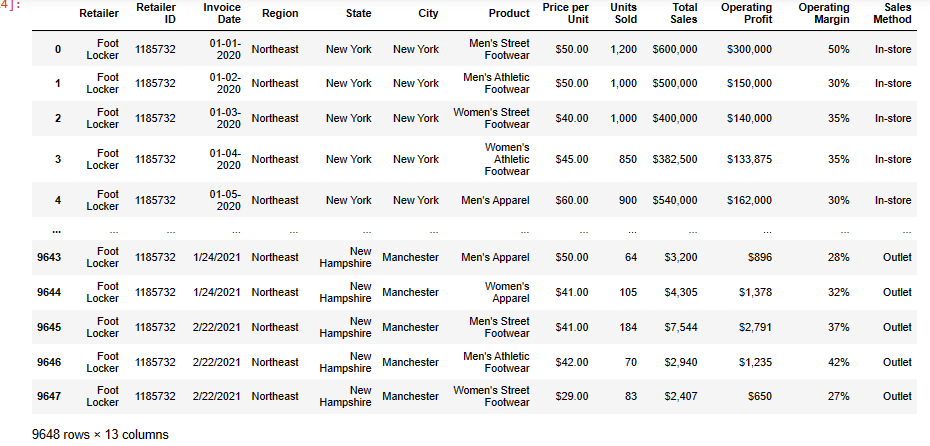 4]:
Retailer Retailer ID Invoice Date Region State City Product Price per Unit Units Sold Total Sales Operating Profit Operating Margin Sales Method
0 Foot Locker 1185732 01-01-2020 Northeast New York New York Men's Street Footwear $50.00 1,200 $600,000 $300,000 50% In-store
1 Foot Locker 1185732 01-02-2020 Northeast New York New York Men's Athletic Footwear $50.00 1,000 $500,000 $150,000 30% In-store
2 Foot Locker 1185732 01-03-2020 Northeast New York New York Women's Street Footwear $40.00 1,000 $400,000 $140,000 35% In-store
3 Foot Locker 1185732 01-04-2020 Northeast New York New York Women's Athletic Footwear $45.00 850 $382,500 $133,875 35% In-store
4 Foot Locker 1185732 01-05-2020 Northeast New York New York Men's Apparel $60.00 900 $540,000 $162,000 30% In-store
... ... ... ... ... ... ... ... ... ... ... ... ... ...
9643 Foot Locker 1185732 1/24/2021 Northeast New Hampshire Manchester Men's Apparel $50.00 64 $3,200 $896 28% Outlet
9644 Foot Locker 1185732 1/24/2021 Northeast New Hampshire Manchester Women's Apparel $41.00 105 $4,305 $1,378 32% Outlet
9645 Foot Locker 1185732 2/22/2021 Northeast New Hampshire Manchester Men's Street Footwear $41.00 184 $7,544 $2,791 37% Outlet
9646 Foot Locker 1185732 2/22/2021 Northeast New Hampshire Manchester Men's Athletic Footwear $42.00 70 $2,940 $1,235 42% Outlet
9647 Foot Locker 1185732 2/22/2021 Northeast New Hampshire Manchester Women's Street Footwear $29.00 83 $2,407 $650 27% Outlet
9648 rows × 13 columns